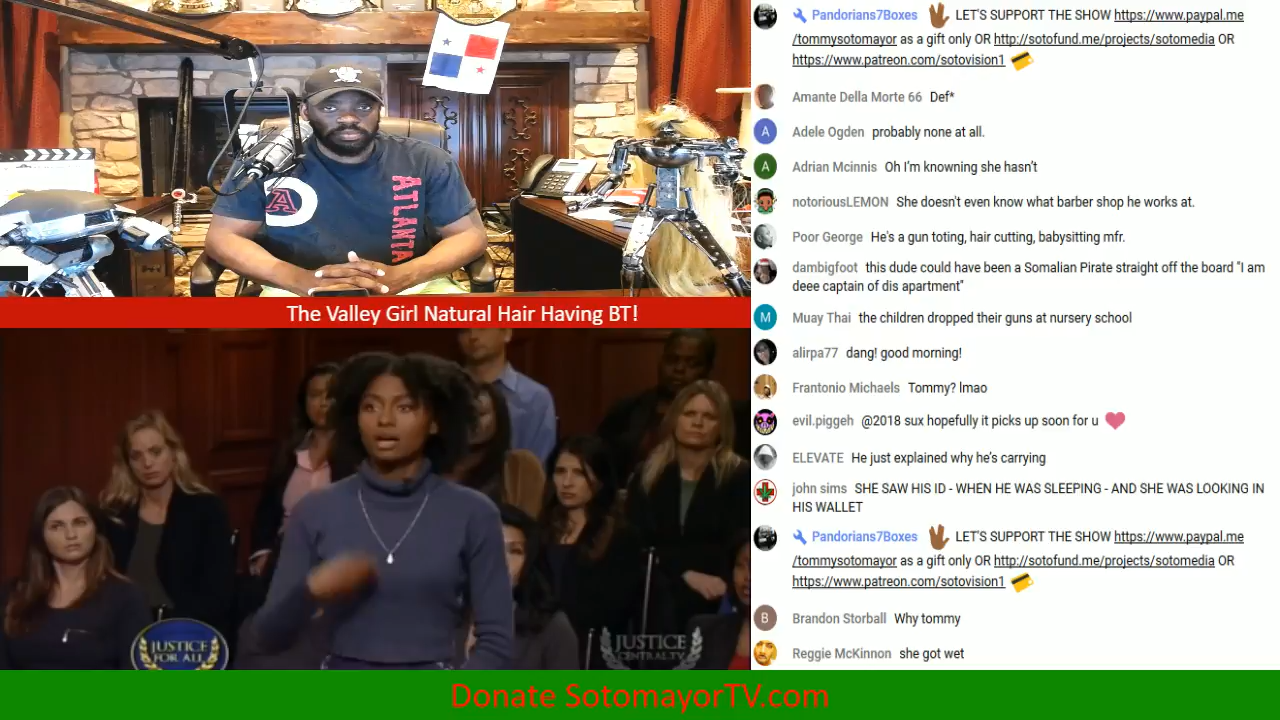 ATLANTA
A
The Valley Girl Natural Hair Having BT!
JUSTICE
FOR ALL
JUSTICE
CENTRAL.TV
Pandorians7Boxes LET'S SUPPORT THE SHOW https://www.paypal.me
/tommysotomayor as a gift only OR http://sotofund.me/projects/sotomedia OR
https://www.patreon.com/sotovision1
Amante Della Morte 66 Def*
A
Adele Ogden probably none at all.
A
Adrian Mcinnis Oh I'm knowning she hasn't
notoriousLEMON She doesn't even know what barber shop he works at.
Poor George He's a gun toting, hair cutting, babysitting mfr.
dambigfoot this dude could have been a Somalian Pirate straight off the board "I am
deee captain of dis apartment"
M
Muay Thai the children dropped their guns at nursery school
alirpa77 dang! good morning!
Frantonio Michaels Tommy? lmao
evil.piggeh @2018 sux hopefully it picks up soon for u
ELEVATE He just explained why he's carrying
john sims SHE SAW HIS ID - WHEN HE WAS SLEEPING - AND SHE WAS LOOKING IN
HIS WALLET
Pandorians7Boxes LET'S SUPPORT THE SHOW https://www.paypal.me
/tommysotomayor as a gift only OR http://sotofund.me/projects/sotomedia OR
https://www.patreon.com/sotovision1
B
Brandon Storball Why tommy
Reggie McKinnon she got wet
Donate SotomayorTV.com